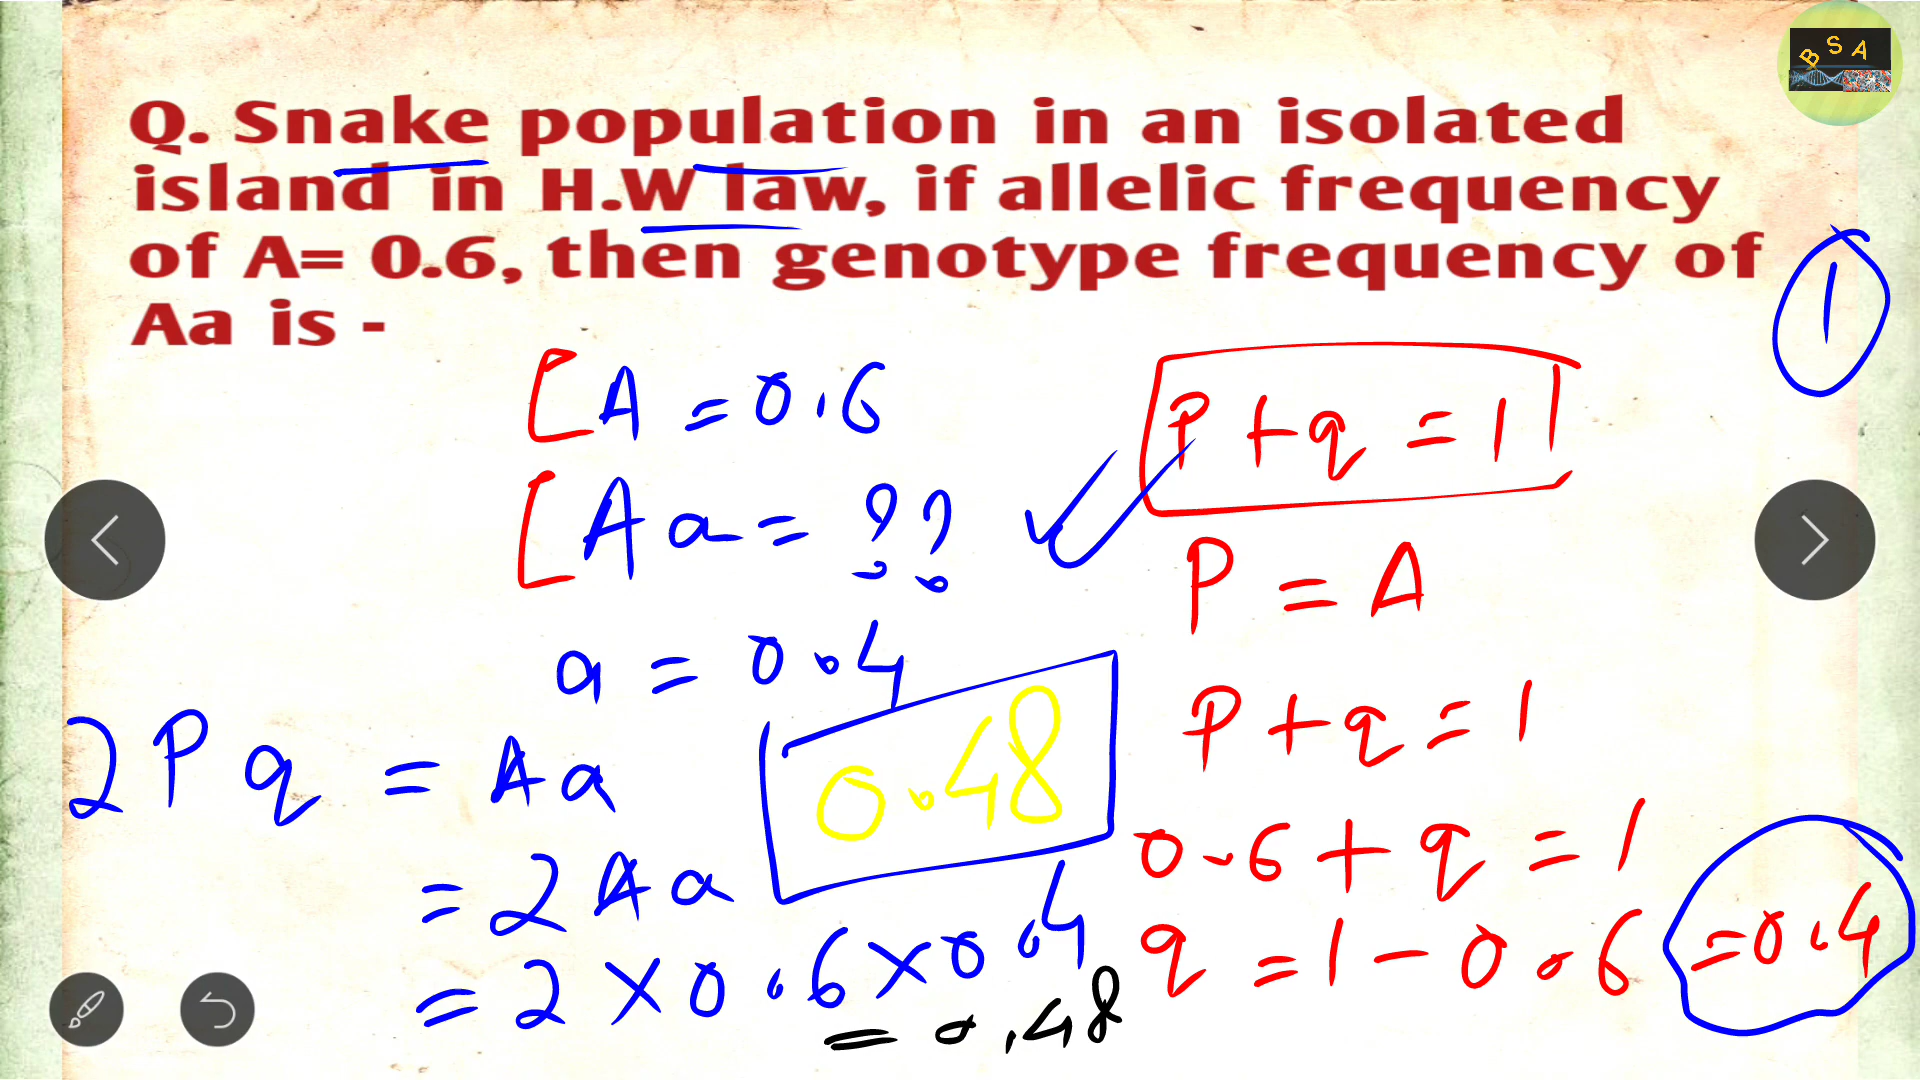 BSA
Q. Snake population in an isolated
island in H.W law, if allelic frequency
of A= 0.6, then genotype frequency of
Aa is -
1
A = 0.6
P + q = 1
Aa = ??
P = A
a = 0.4
P + q = 1
2Pq = Aa
0.48
0.6 + q = 1
= 2Aa
q = 1 - 0.6 = 0.4
= 2 × 0.6 × 0.4
= 0.48